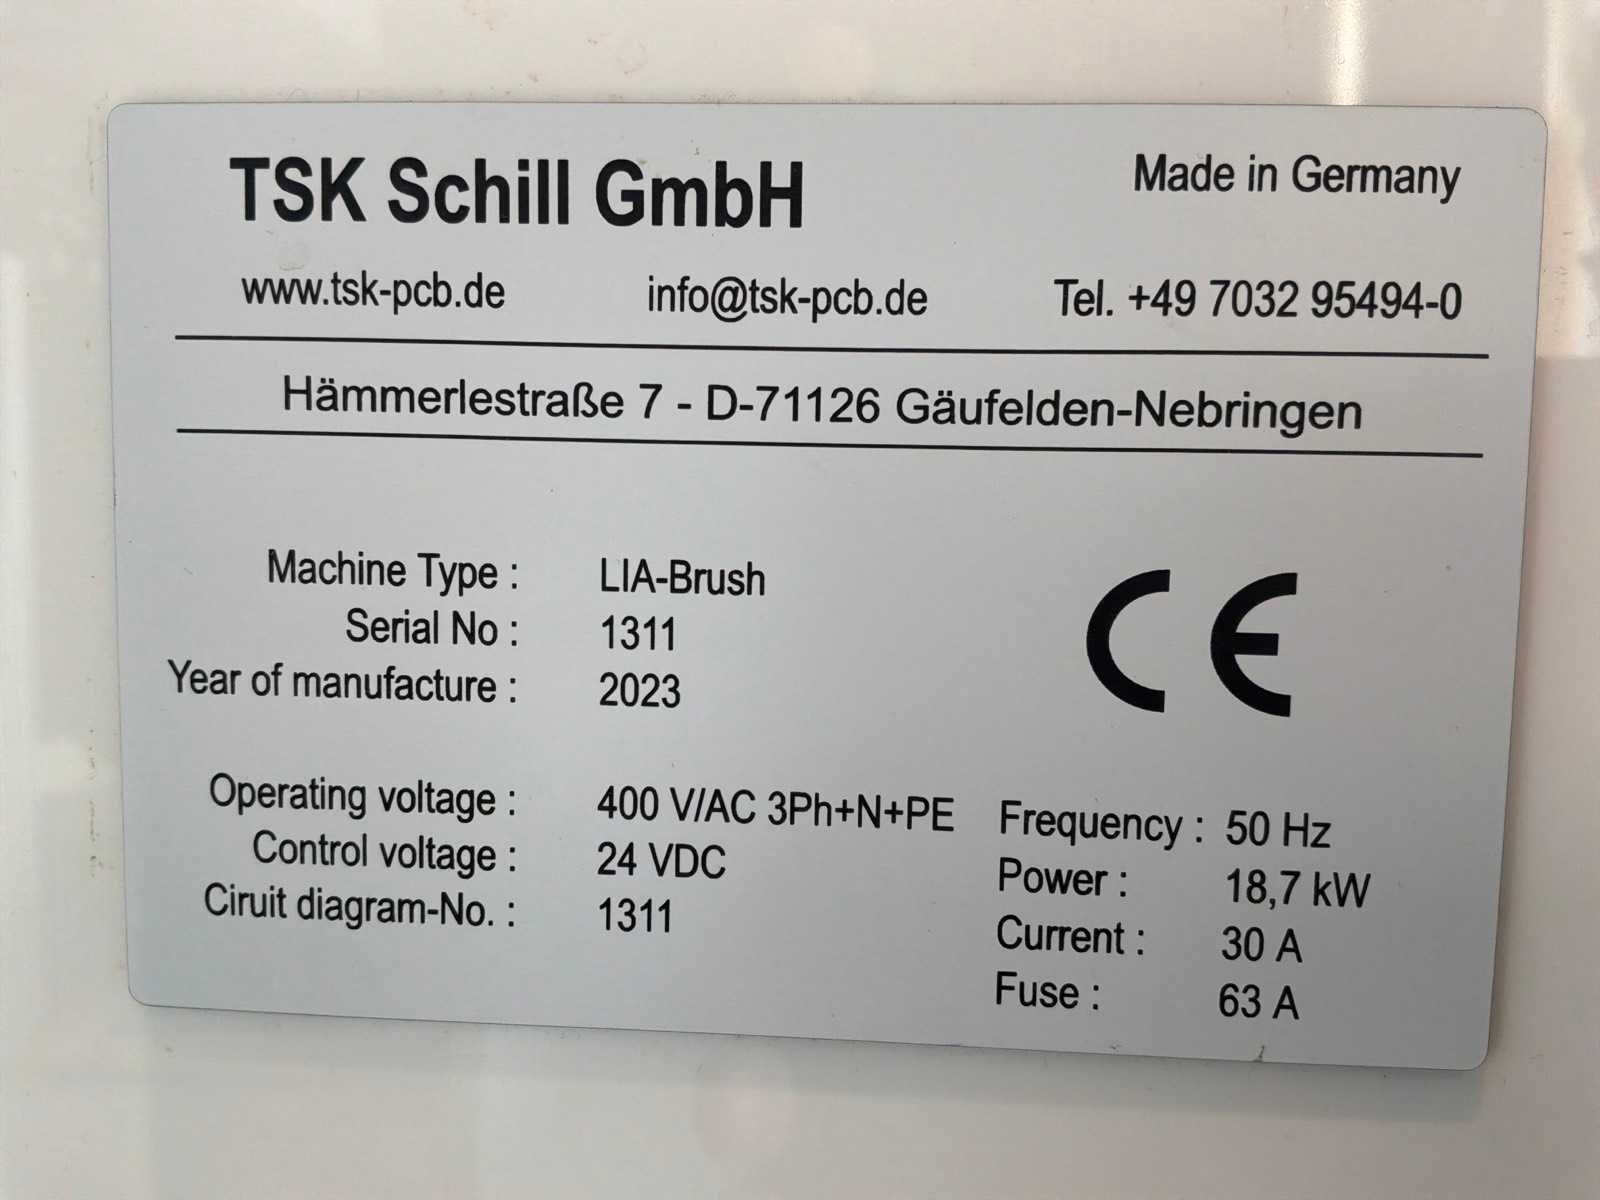 TSK Schill GmbH Made in Germany
www.tsk-pcb.de info@tsk-pcb.de Tel. +49 7032 95494-0
Hämmerlestraße 7 - D-71126 Gäufelden-Nebringen
Machine Type : LIA-Brush
Serial No : 1311
Year of manufacture : 2023
CE
Operating voltage : 400 V/AC 3Ph+N+PE Frequency : 50 Hz
Control voltage : 24 VDC Power : 18,7 kW
Ciruit diagram-No. : 1311 Current : 30 A
Fuse : 63 A